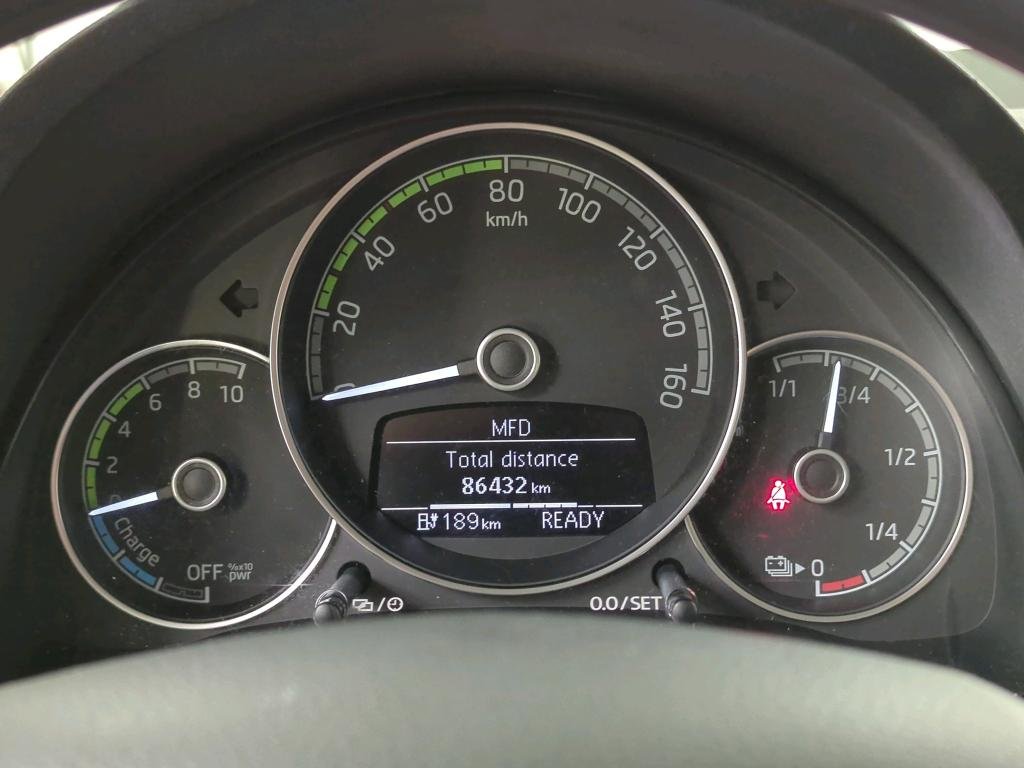 80
60
100
km/h
40
120
20
140
0
160
MFD
Total distance
86432 km
189 km READY
10
8
6
4
2
0
Charge
OFF %x10
pwr
1/1
3/4
1/2
1/4
0
0.0/SET